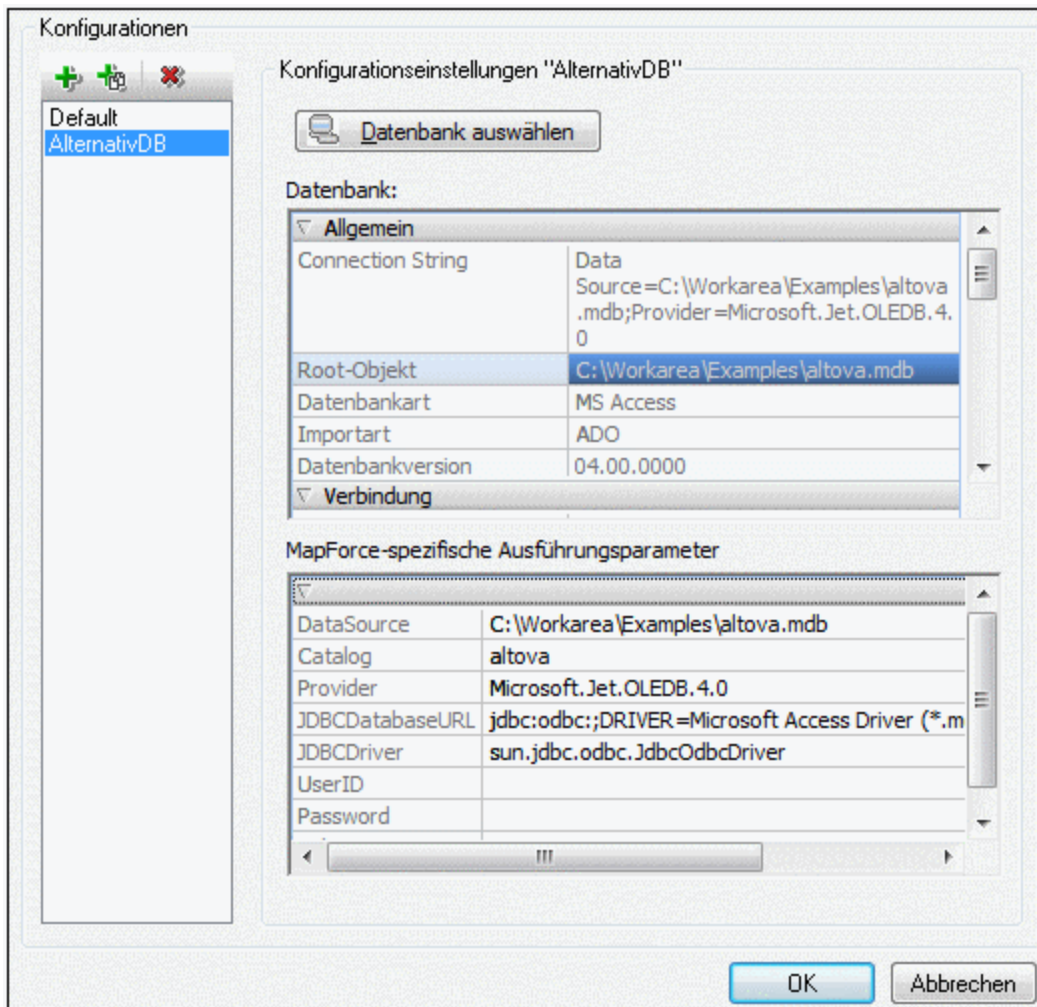 Konfigurationen
Konfigurationseinstellungen "AlternativDB"
Default
AlternativDB
Datenbank auswählen
Datenbank:
Allgemein
Connection String
Data
Source=C:\Workarea\Examples\altova
.mdb;Provider=Microsoft.Jet.OLEDB.4.
0
Root-Objekt C:\Workarea\Examples\altova.mdb
Datenbankart MS Access
Importart ADO
Datenbankversion 04.00.0000
Verbindung
MapForce-spezifische Ausführungsparameter
DataSource C:\Workarea\Examples\altova.mdb
Catalog altova
Provider Microsoft.Jet.OLEDB.4.0
JDBCDatabaseURL jdbc:odbc:;DRIVER=Microsoft Access Driver (*.m
JDBCDriver sun.jdbc.odbc.JdbcOdbcDriver
UserID
Password
OK Abbrechen